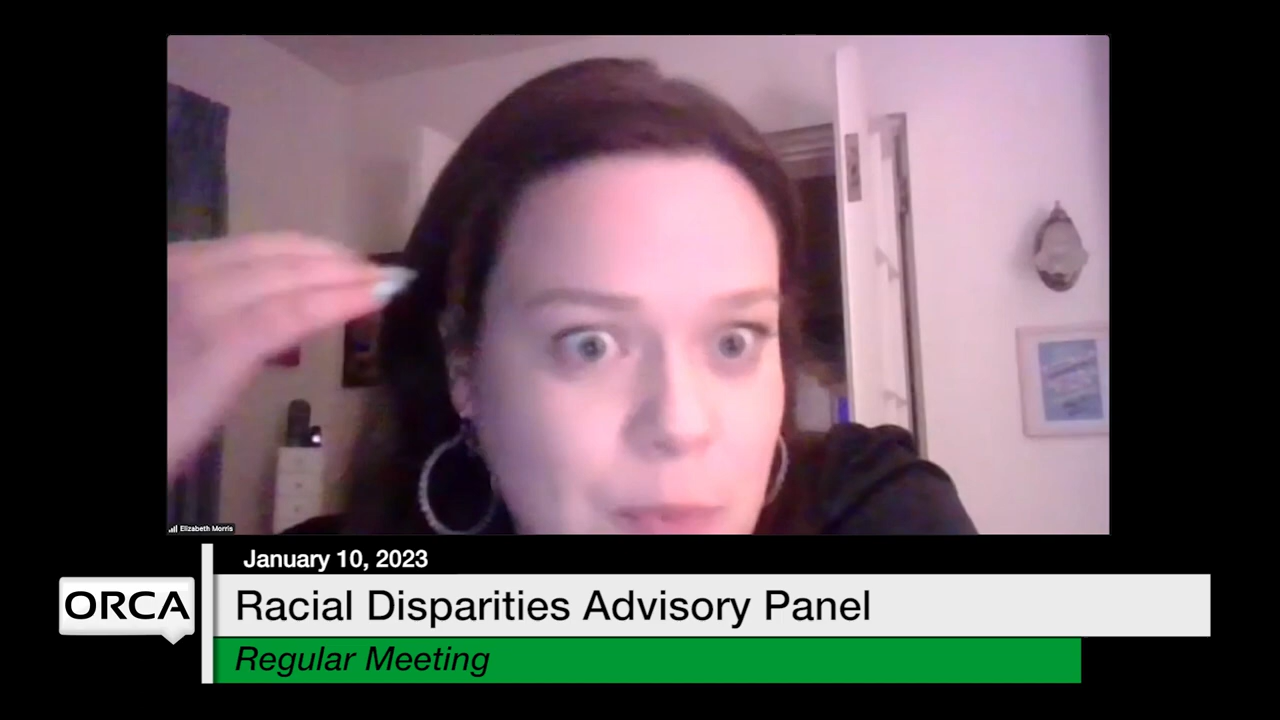 Elizabeth Morris
January 10, 2023
ORCA
Racial Disparities Advisory Panel
Regular Meeting